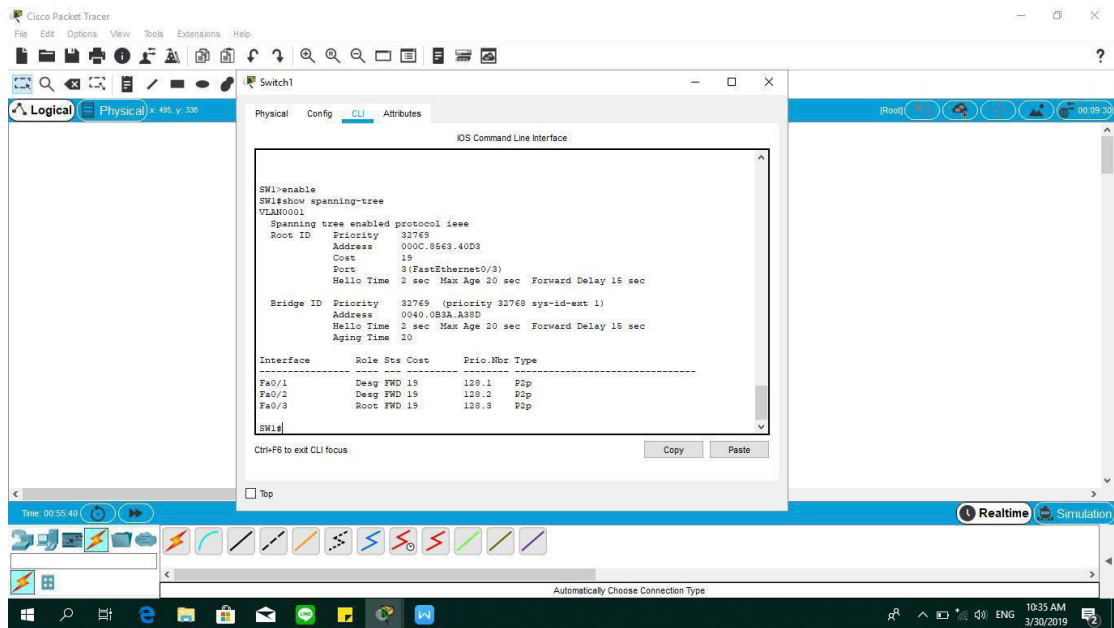 Cisco Packet Tracer
File Edit Options View Tools Extensions Help
?
Switch1
Logical
Physical
x: 495, y: 336
[Root]
00:09:30
Physical Config CLI Attributes
IOS Command Line Interface
SW1>enable
SW1#show spanning-tree
VLAN0001
Spanning tree enabled protocol ieee
Root ID Priority 32769
Address 000C.8563.40D3
Cost 19
Port 3(FastEthernet0/3)
Hello Time 2 sec Max Age 20 sec Forward Delay 15 sec
Bridge ID Priority 32769 (priority 32768 sys-id-ext 1)
Address 0040.0B3A.A38D
Hello Time 2 sec Max Age 20 sec Forward Delay 15 sec
Aging Time 20
Interface Role Sts Cost Prio.Nbr Type
---------------- ---- --- --------- -------- --------------------------------
Fa0/1 Desg FWD 19 128.1 P2p
Fa0/2 Desg FWD 19 128.2 P2p
Fa0/3 Root FWD 19 128.3 P2p
SW1#
Ctrl+F6 to exit CLI focus
Copy
Paste
Top
Time: 00:55:40
Realtime
Simulation
Automatically Choose Connection Type
ENG
10:35 AM
3/30/2019
2